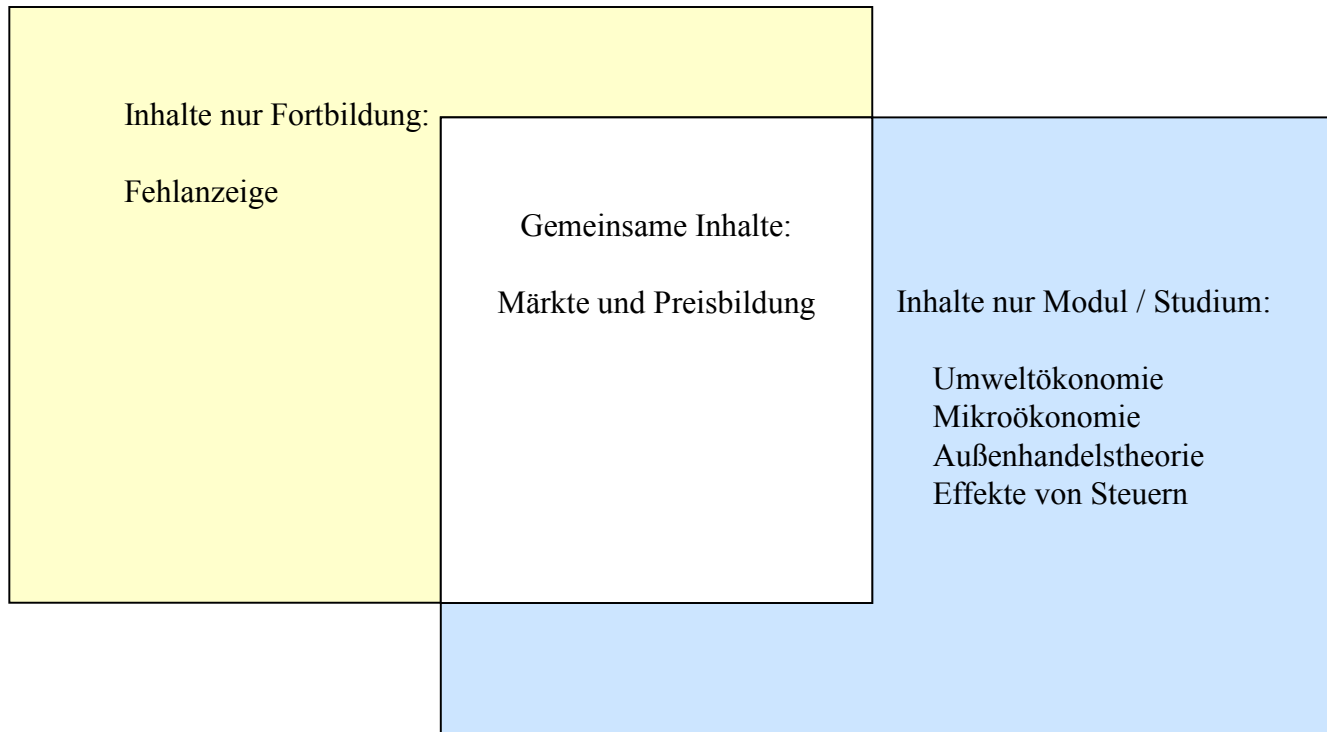 Inhalte nur Fortbildung:
Fehlanzeige
Gemeinsame Inhalte:
Märkte und Preisbildung
Inhalte nur Modul / Studium:
Umweltökonomie
Mikroökonomie
Außenhandelstheorie
Effekte von Steuern